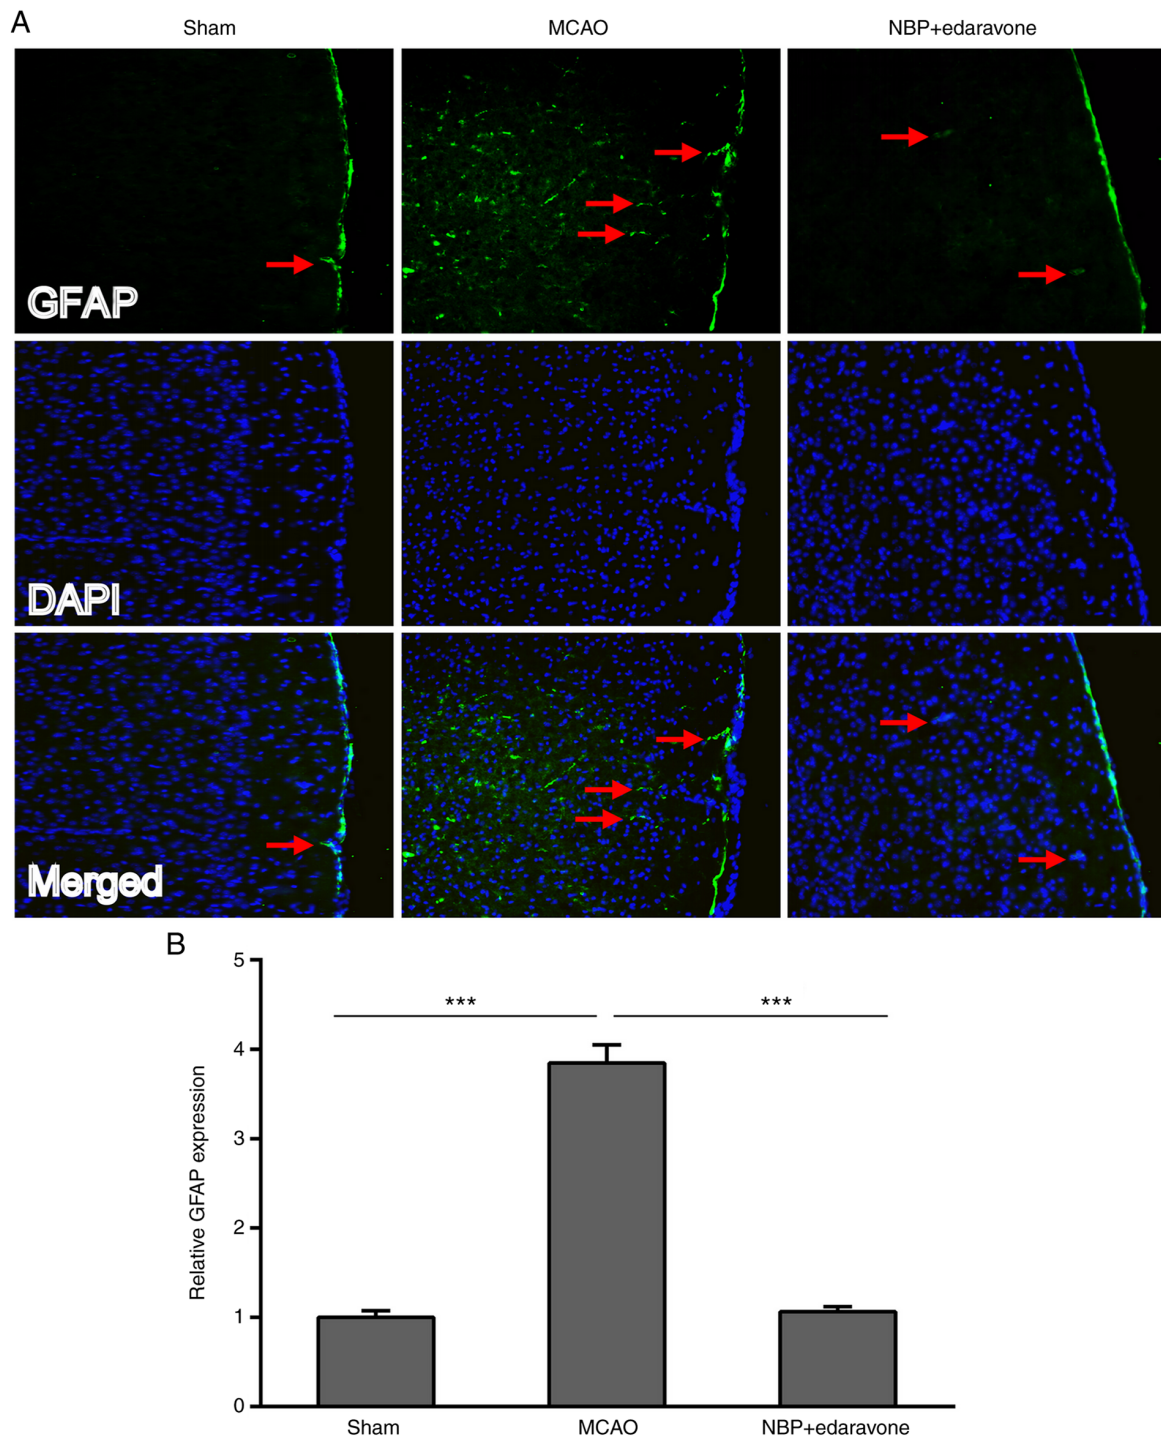 A
Sham MCAO NBP+edaravone
GFAP
DAPI
Merged
B
5
*** ***
4
3
2
1
0
Relative GFAP expression
Sham MCAO NBP+edaravone